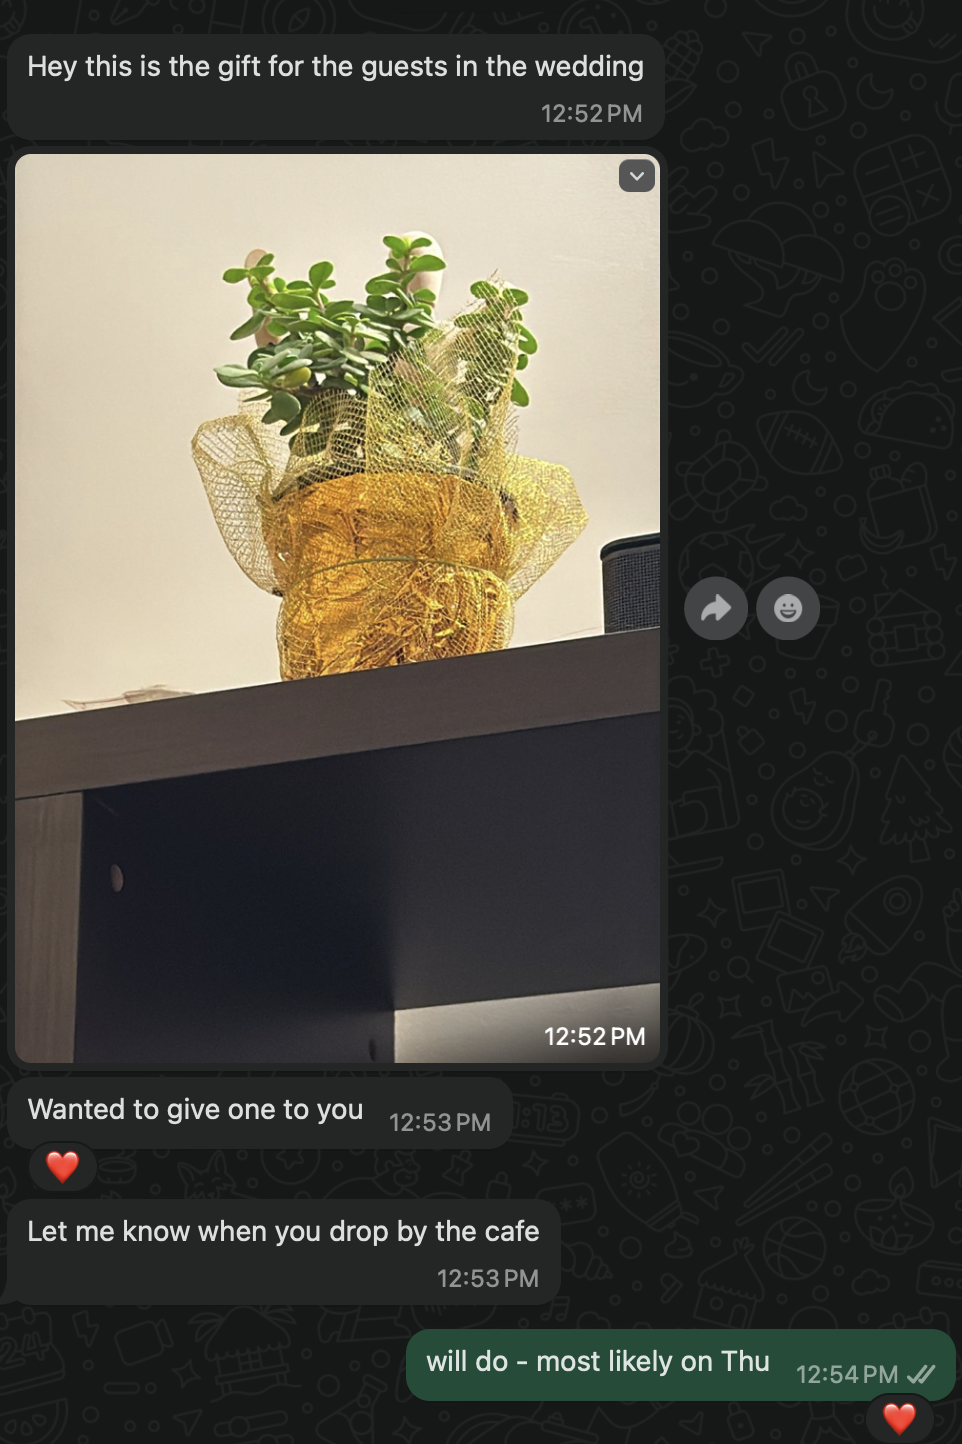 Hey this is the gift for the guests in the wedding
12:52 PM
12:52 PM
Wanted to give one to you 12:53 PM
❤️
Let me know when you drop by the cafe
12:53 PM
will do - most likely on Thu 12:54 PM
❤️